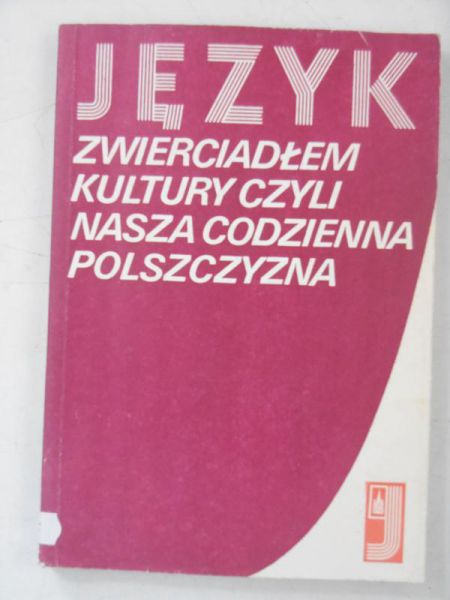 JĘZYK
ZWIERCIADŁEM
KULTURY CZYLI
NASZA CODZIENNA
POLSZCZYZNA
J